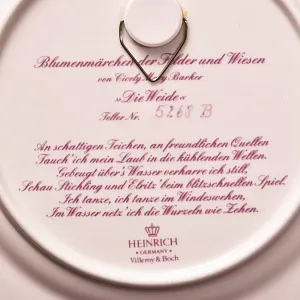 Blumenmärchen der Felder und Wiesen
von Cicely Mary Barker
»Die Weide«
Teller Nr. 5268 B
An schattigen Teichen, an freundlichen Quellen
Tauch' ich mein Laub in die kühlenden Wellen.
Gebeugt über's Wasser verharre ich still,
Schau Stichling und Elritz' beim blitzschnellen Spiel.
Ich tanze, ich tanze im Windeswehen,
Im Wasser netz' ich die Wurzeln wie Zehen.
HEINRICH
GERMANY
Villeroy & Boch